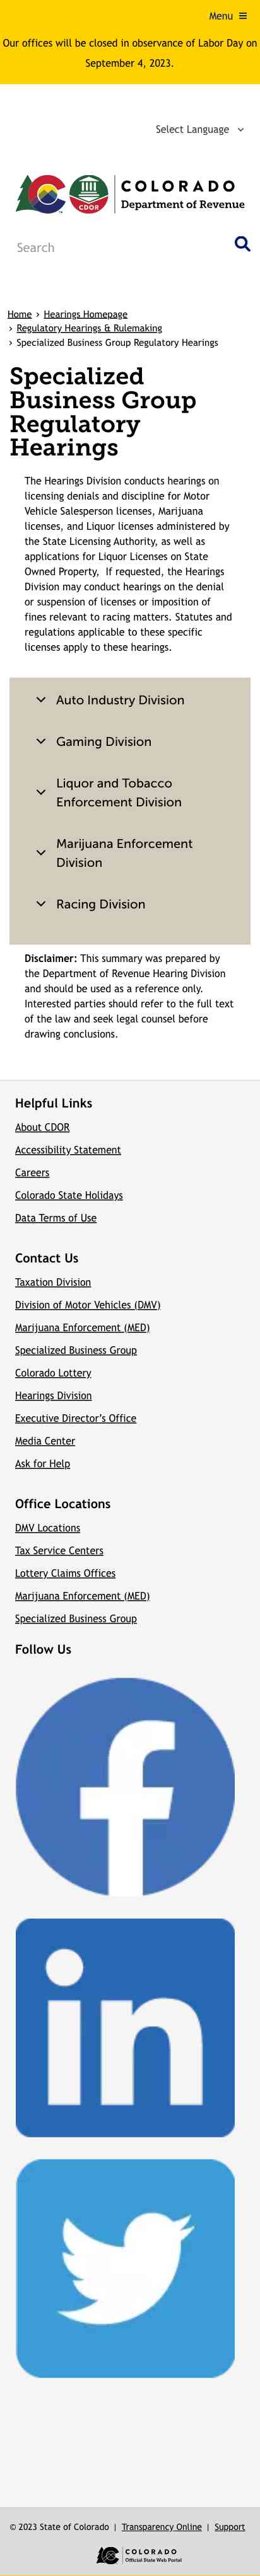 Menu
Our offices will be closed in observance of Labor Day on
September 4, 2023.
Select Language
COLORADO
CDOR
Department of Revenue
TM
Search
Home › Hearings Homepage
› Regulatory Hearings & Rulemaking
› Specialized Business Group Regulatory Hearings
Specialized
Business Group
Regulatory
Hearings
The Hearings Division conducts hearings on
licensing denials and discipline for Motor
Vehicle Salesperson licenses, Marijuana
licenses, and Liquor licenses administered by
the State Licensing Authority, as well as
applications for Liquor Licenses on State
Owned Property,  If requested, the Hearings
Division may conduct hearings on the denial
or suspension of licenses or imposition of
fines relevant to racing matters. Statutes and
regulations applicable to these specific
licenses apply to these hearings.
Auto Industry Division
Gaming Division
Liquor and Tobacco
Enforcement Division
Marijuana Enforcement
Division
Racing Division
Disclaimer: This summary was prepared by
the Department of Revenue Hearing Division
and should be used as a reference only.
Interested parties should refer to the full text
of the law and seek legal counsel before
drawing conclusions.
Helpful Links
About CDOR
Accessibility Statement
Careers
Colorado State Holidays
Data Terms of Use
Contact Us
Taxation Division
Division of Motor Vehicles (DMV)
Marijuana Enforcement (MED)
Specialized Business Group
Colorado Lottery
Hearings Division
Executive Director's Office
Media Center
Ask for Help
Office Locations
DMV Locations
Tax Service Centers
Lottery Claims Offices
Marijuana Enforcement (MED)
Specialized Business Group
Follow Us
f
in
© 2023 State of Colorado | Transparency Online | Support
COLORADO
Official State Web Portal